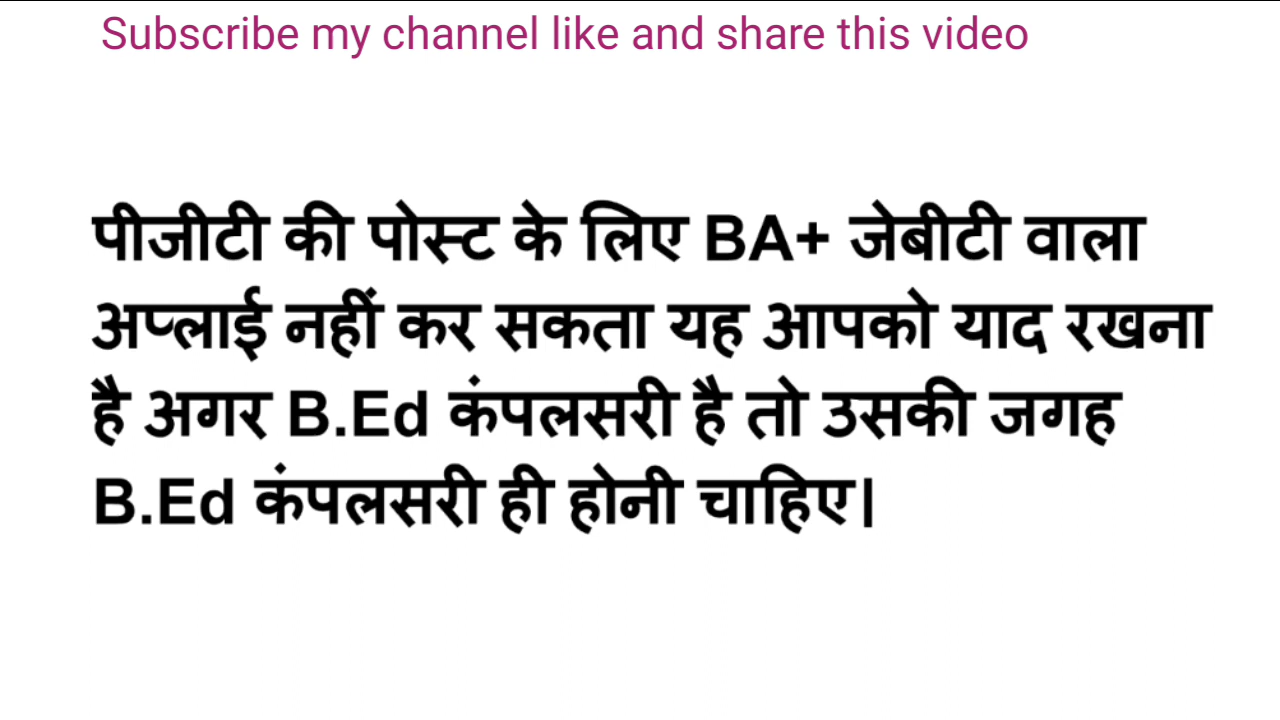 Subscribe my channel like and share this video
पीजीटी की पोस्ट के लिए BA+ जेबीटी वाला
अप्लाई नहीं कर सकता यह आपको याद रखना
है अगर B.Ed कंपलसरी है तो उसकी जगह
B.Ed कंपलसरी ही होनी चाहिए।